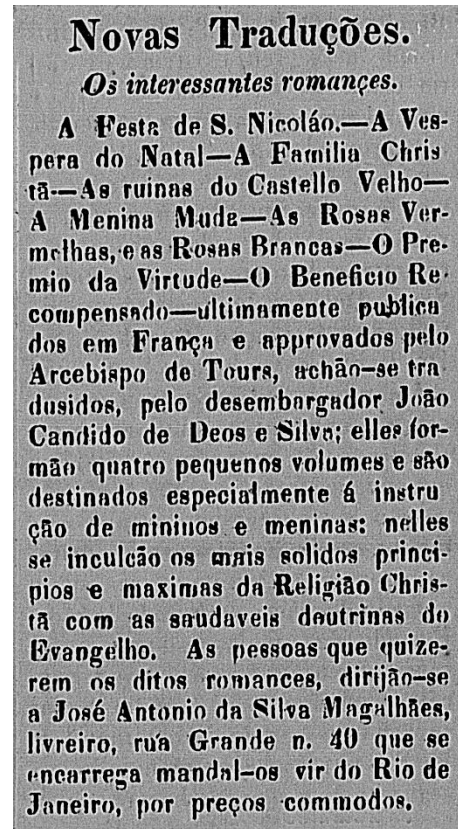 Novas Traduções.
Os interessantes romançes.
A Festa de S. Nicoláo.—A Ves-
pera do Natal—A Familia Chris
tã—As ruinas do Castello Velho—
A Menina Muda—As Rosas Ver-
melhas, e as Rosas Brancas—O Pre-
mio da Virtude—O Beneficio Re-
compensado—ultimamente publica
dos em França e approvados pelo
Arcebispo de Tours, achão-se tra
dusidos, pelo desembargador João
Candido de Deos e Silva; elles for-
mão quatro pequenos volumes e são
destinados especialmente á instru
ção de mininos e meninas: nelles
se inculcão os mais solidos princi-
pios e maximas da Religião Chris-
tã com as saudaveis doutrinas do
Evangelho. As pessoas que quize-
rem os ditos romances, dirijão-se
a José Antonio da Silva Magalhães,
livreiro, rua Grande n. 40 que se
encarrega mandal-os vir do Rio de
Janeiro, por preços commodos.